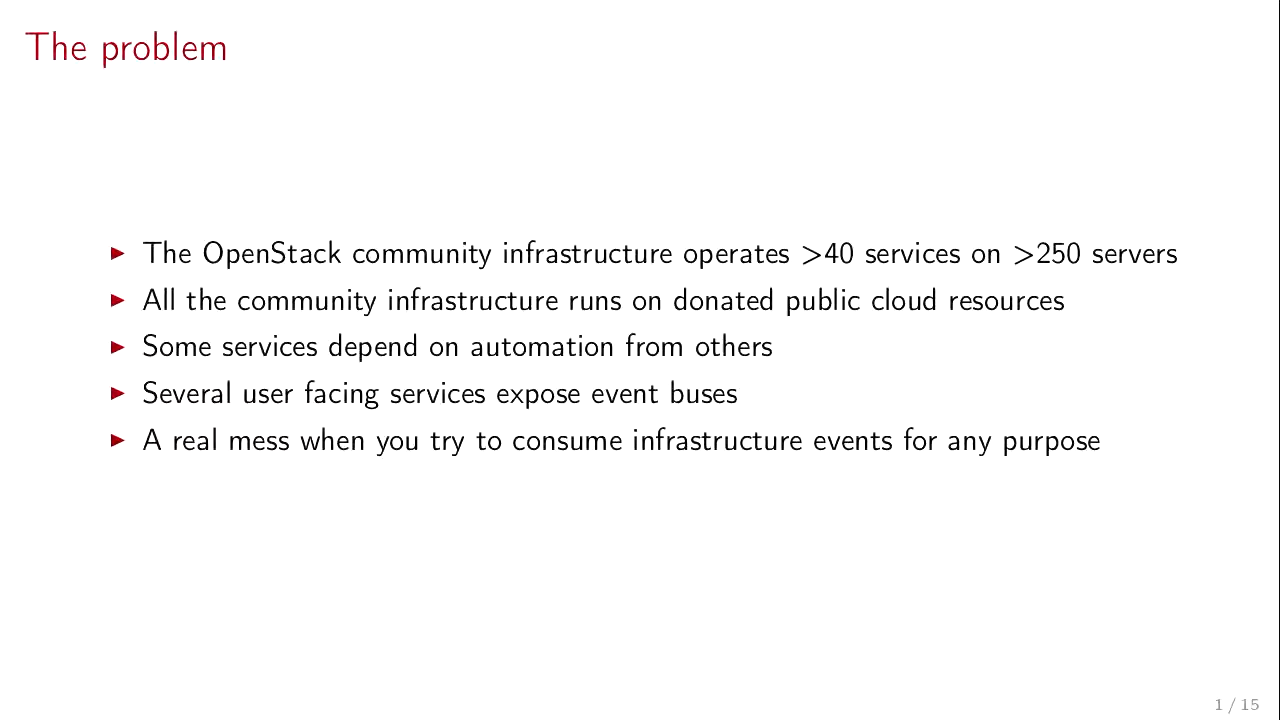 The problem
The OpenStack community infrastructure operates >40 services on >250 servers
All the community infrastructure runs on donated public cloud resources
Some services depend on automation from others
Several user facing services expose event buses
A real mess when you try to consume infrastructure events for any purpose
1 / 15